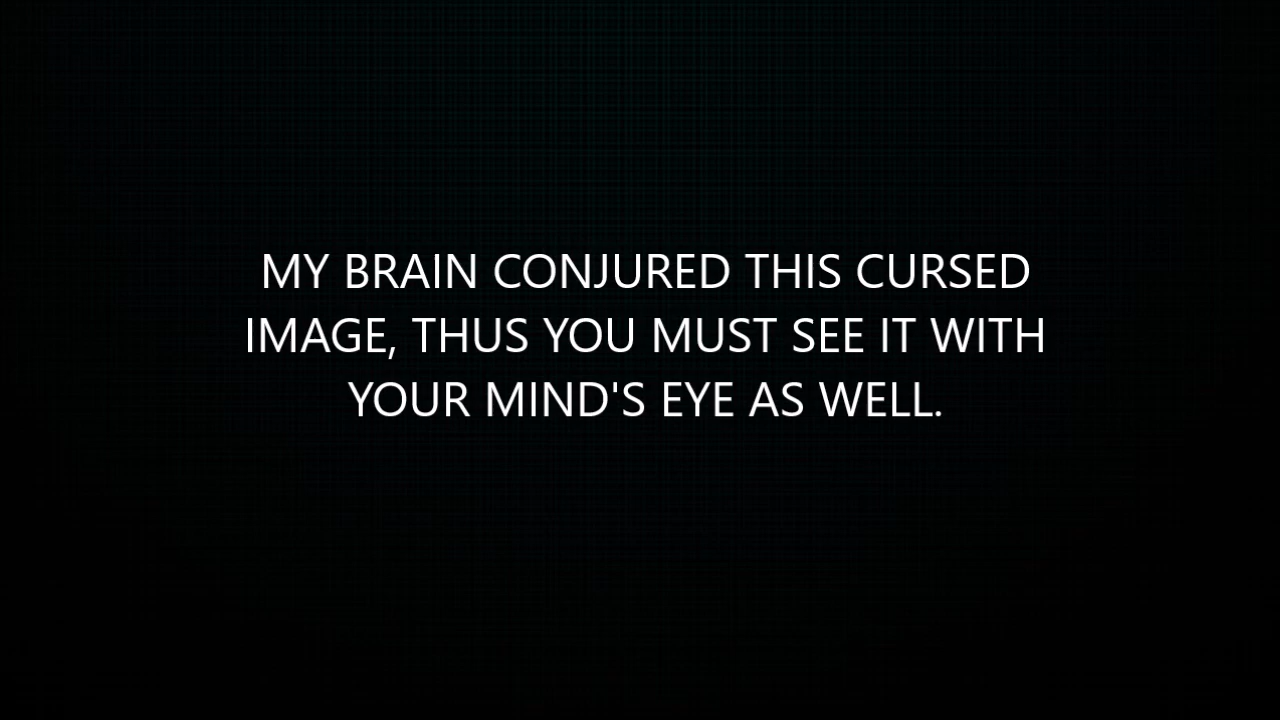 MY BRAIN CONJURED THIS CURSED
IMAGE, THUS YOU MUST SEE IT WITH
YOUR MIND'S EYE AS WELL.